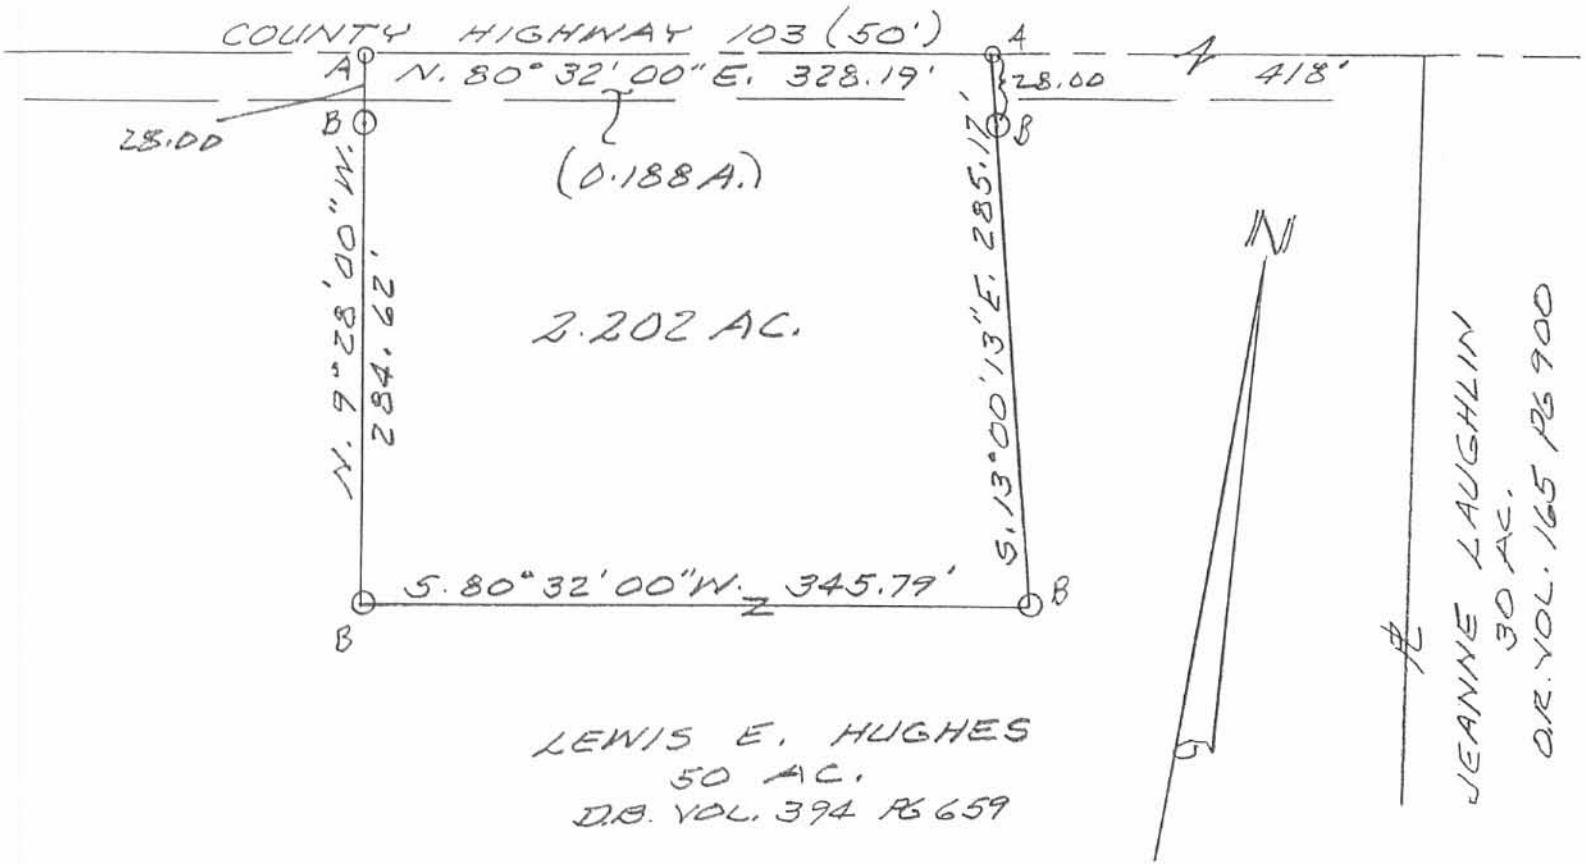 COUNTY HIGHWAY 103 (50')
A
A
N. 80° 32' 00" E. 328.19'
28.00
418'
28.00
B
B
(0.188 A.)
N. 9° 28' 00" W.
284.62'
2.202 AC.
S. 13° 00' 13" E. 285.17'
N
S. 80° 32' 00" W. 345.79'
B
B
JEANNE LAUGHLIN
30 AC.
O.R. VOL. 165 PG 900
LEWIS E. HUGHES
50 AC.
D.B. VOL. 394 PG 659